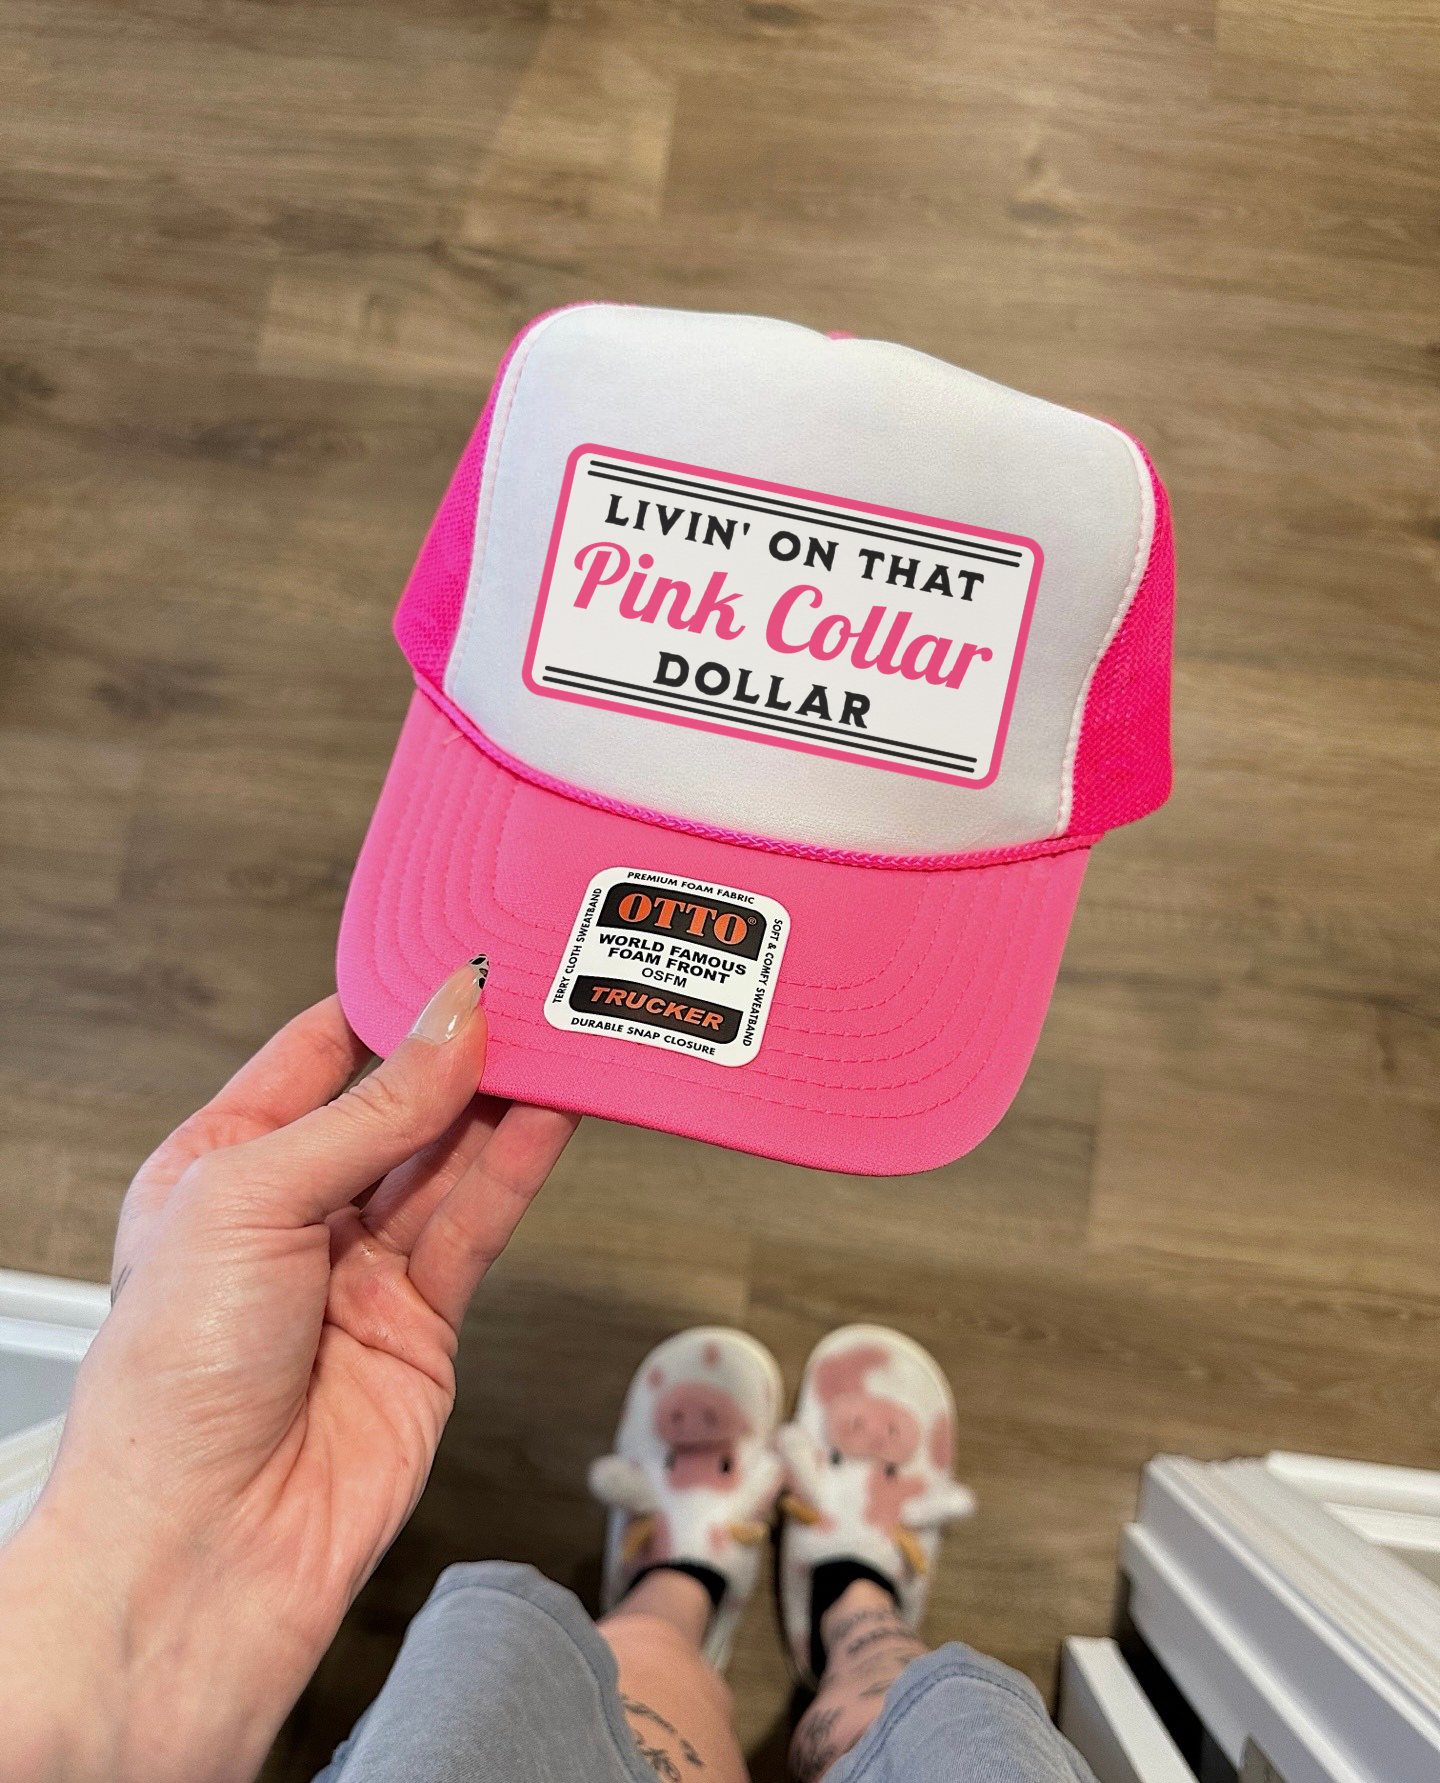 LIVIN' ON THAT
Pink Collar
DOLLAR
PREMIUM FOAM FABRIC
TERRY CLOTH SWEATBAND
SOFT & COMFY SWEATBAND
OTTO®
WORLD FAMOUS
FOAM FRONT
OSFM
TRUCKER
DURABLE SNAP CLOSURE